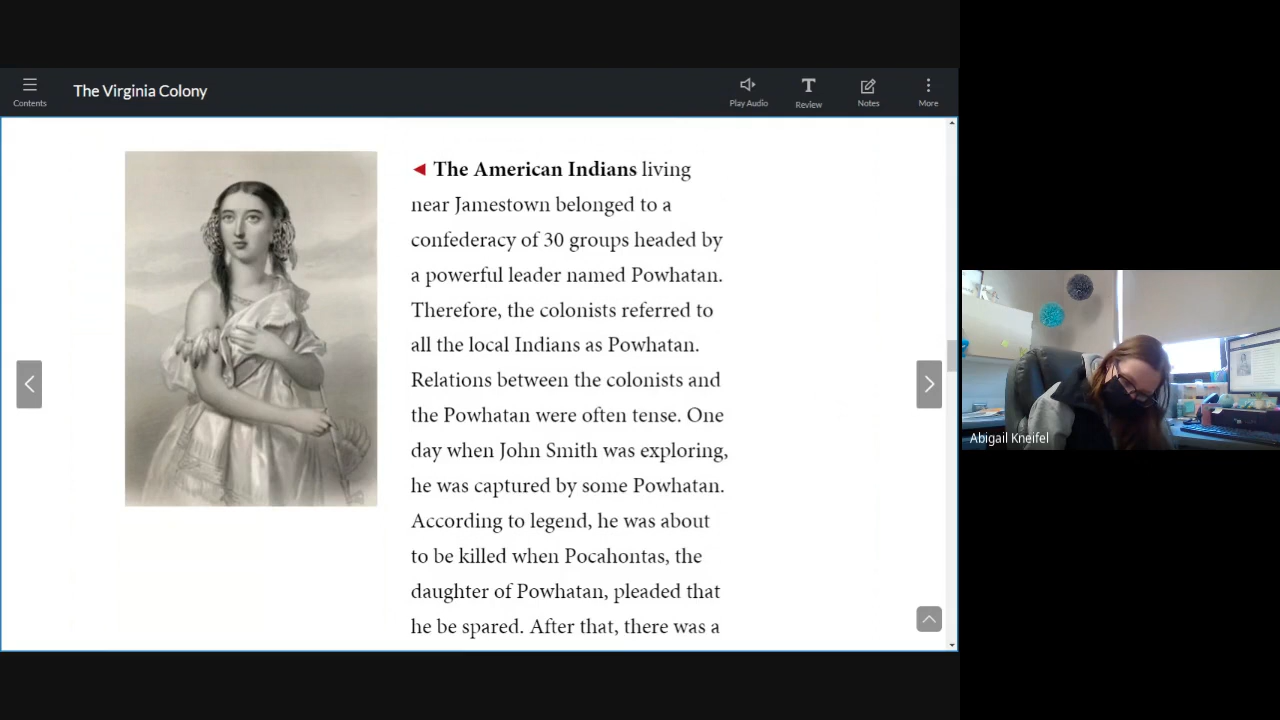 The Virginia Colony
Contents
Play Audio
Review
Notes
More
◄ The American Indians living
near Jamestown belonged to a
confederacy of 30 groups headed by
a powerful leader named Powhatan.
Therefore, the colonists referred to
all the local Indians as Powhatan.
Relations between the colonists and
the Powhatan were often tense. One
day when John Smith was exploring,
he was captured by some Powhatan.
According to legend, he was about
to be killed when Pocahontas, the
daughter of Powhatan, pleaded that
he be spared. After that, there was a
Abigail Kneifel